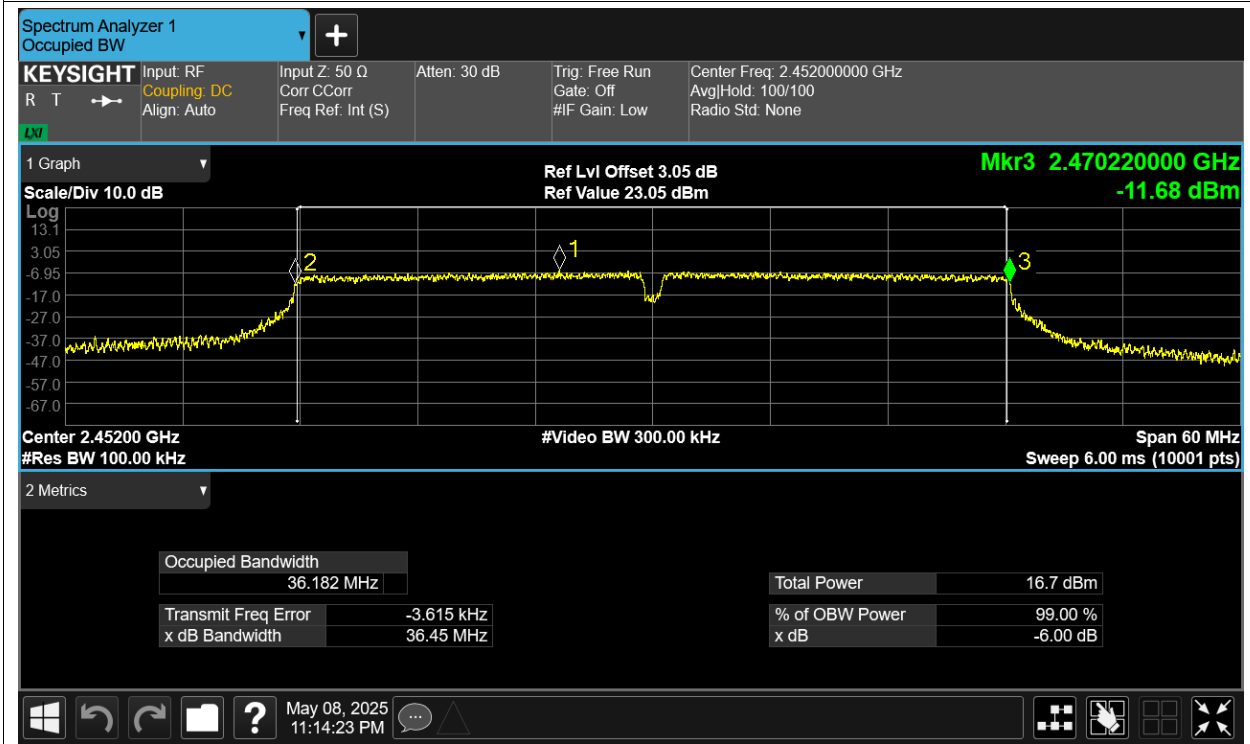 Spectrum Analyzer 1
Occupied BW
KEYSIGHT
R T
LXI
Input: RF
Coupling: DC
Align: Auto
Input Z: 50 Ω
Corr CCorr
Freq Ref: Int (S)
Atten: 30 dB
Trig: Free Run
Gate: Off
#IF Gain: Low
Center Freq: 2.452000000 GHz
Avg|Hold: 100/100
Radio Std: None
1 Graph
Scale/Div 10.0 dB
Ref Lvl Offset 3.05 dB
Ref Value 23.05 dBm
Mkr3 2.470220000 GHz
-11.68 dBm
Log
13.1
3.05
-6.95
-17.0
-27.0
-37.0
-47.0
-57.0
-67.0
2
1
3
Center 2.45200 GHz
#Res BW 100.00 kHz
#Video BW 300.00 kHz
Span 60 MHz
Sweep 6.00 ms (10001 pts)
2 Metrics
Occupied Bandwidth
36.182 MHz
Transmit Freq Error -3.615 kHz
x dB Bandwidth 36.45 MHz
Total Power 16.7 dBm
% of OBW Power 99.00 %
x dB -6.00 dB
?
May 08, 2025
11:14:23 PM